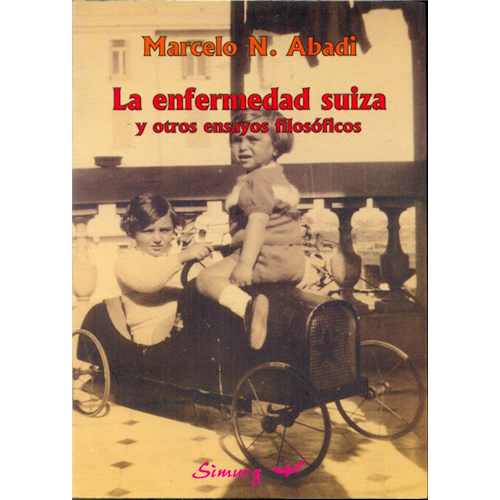 Marcelo N. Abadi
La enfermedad suiza
y otros ensayos filosóficos
Simurg